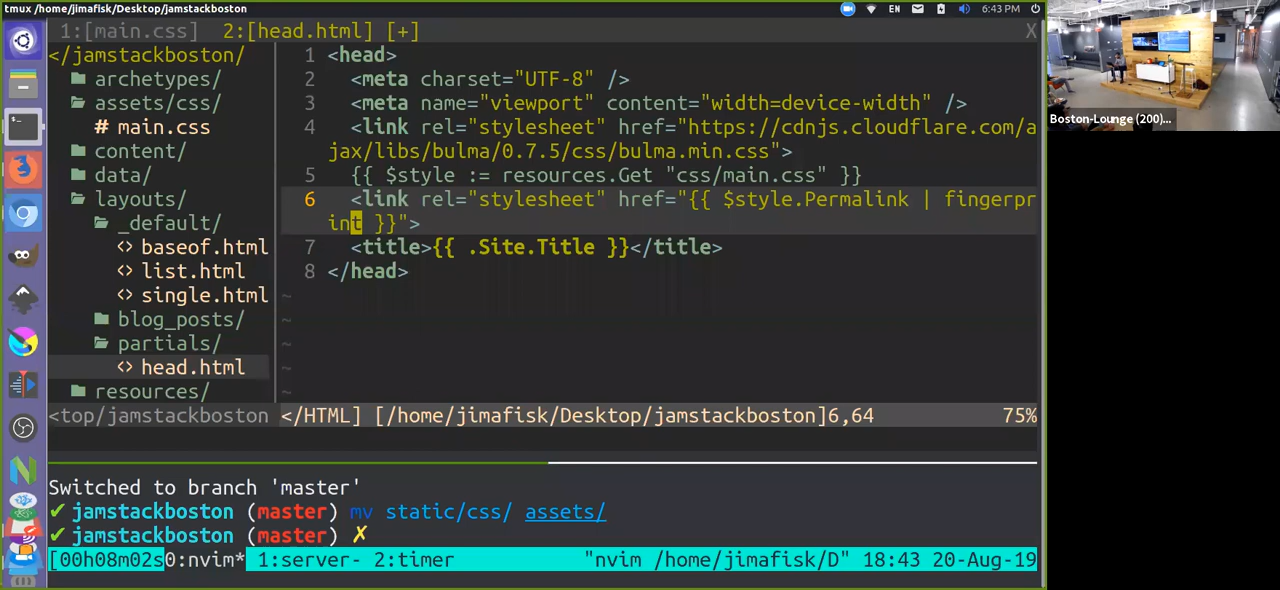 tmux /home/jimafisk/Desktop/jamstackboston
EN
6:43 PM
1:[main.css]  2:[head.html] [+]
X
</jamstackboston/
archetypes/
assets/css/
# main.css
content/
data/
layouts/
_default/
<> baseof.html
<> list.html
<> single.html
blog_posts/
partials/
<> head.html
resources/
<top/jamstackboston
1 <head>
2 <meta charset="UTF-8" />
3 <meta name="viewport" content="width=device-width" />
4 <link rel="stylesheet" href="https://cdnjs.cloudflare.com/a
jax/libs/bulma/0.7.5/css/bulma.min.css">
5 {{ $style := resources.Get "css/main.css" }}
6 <link rel="stylesheet" href="{{ $style.Permalink | fingerpr
int }}">
7 <title>{{ .Site.Title }}</title>
8 </head>
~
~
~
~
~
</HTML] [/home/jimafisk/Desktop/jamstackboston]6,64 75%
Switched to branch 'master'
✔ jamstackboston (master) mv static/css/ assets/
✔ jamstackboston (master) ✗
[00h08m02s0:nvim* 1:server- 2:timer "nvim /home/jimafisk/D" 18:43 20-Aug-19
Boston-Lounge (200)...